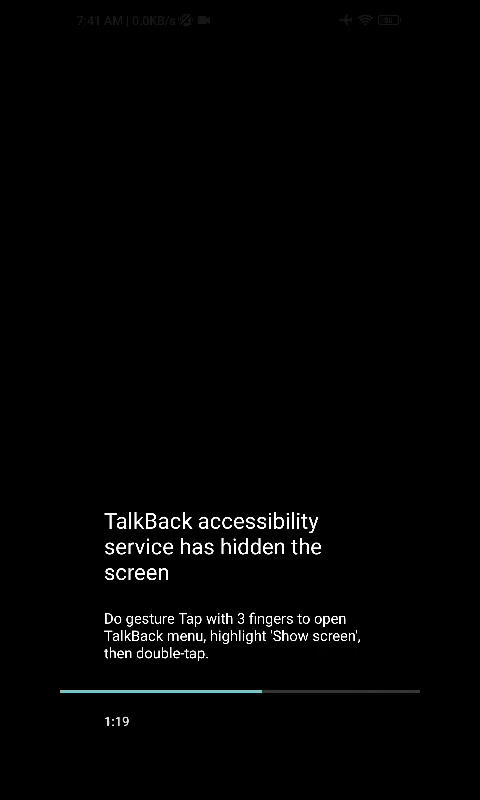 7:41 AM | 0.0KB/s
TalkBack accessibility
service has hidden the
screen
Do gesture Tap with 3 fingers to open
TalkBack menu, highlight 'Show screen',
then double-tap.
1:19